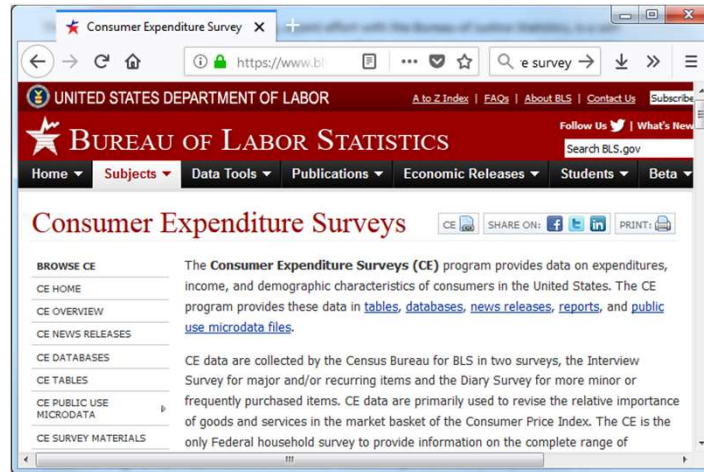 Consumer Expenditure Survey
https://www.bl
e survey
UNITED STATES DEPARTMENT OF LABOR
A to Z Index | FAQs | About BLS | Contact Us Subscribe
BUREAU OF LABOR STATISTICS
Follow Us | What's New
Search BLS.gov
Home Subjects Data Tools Publications Economic Releases Students Beta
Consumer Expenditure Surveys
CE SHARE ON: PRINT:
BROWSE CE
CE HOME
CE OVERVIEW
CE NEWS RELEASES
CE DATABASES
CE TABLES
CE PUBLIC USE
MICRODATA
CE SURVEY MATERIALS
The Consumer Expenditure Surveys (CE) program provides data on expenditures,
income, and demographic characteristics of consumers in the United States. The CE
program provides these data in tables, databases, news releases, reports, and public
use microdata files.
CE data are collected by the Census Bureau for BLS in two surveys, the Interview
Survey for major and/or recurring items and the Diary Survey for more minor or
frequently purchased items. CE data are primarily used to revise the relative importance
of goods and services in the market basket of the Consumer Price Index. The CE is the
only Federal household survey to provide information on the complete range of